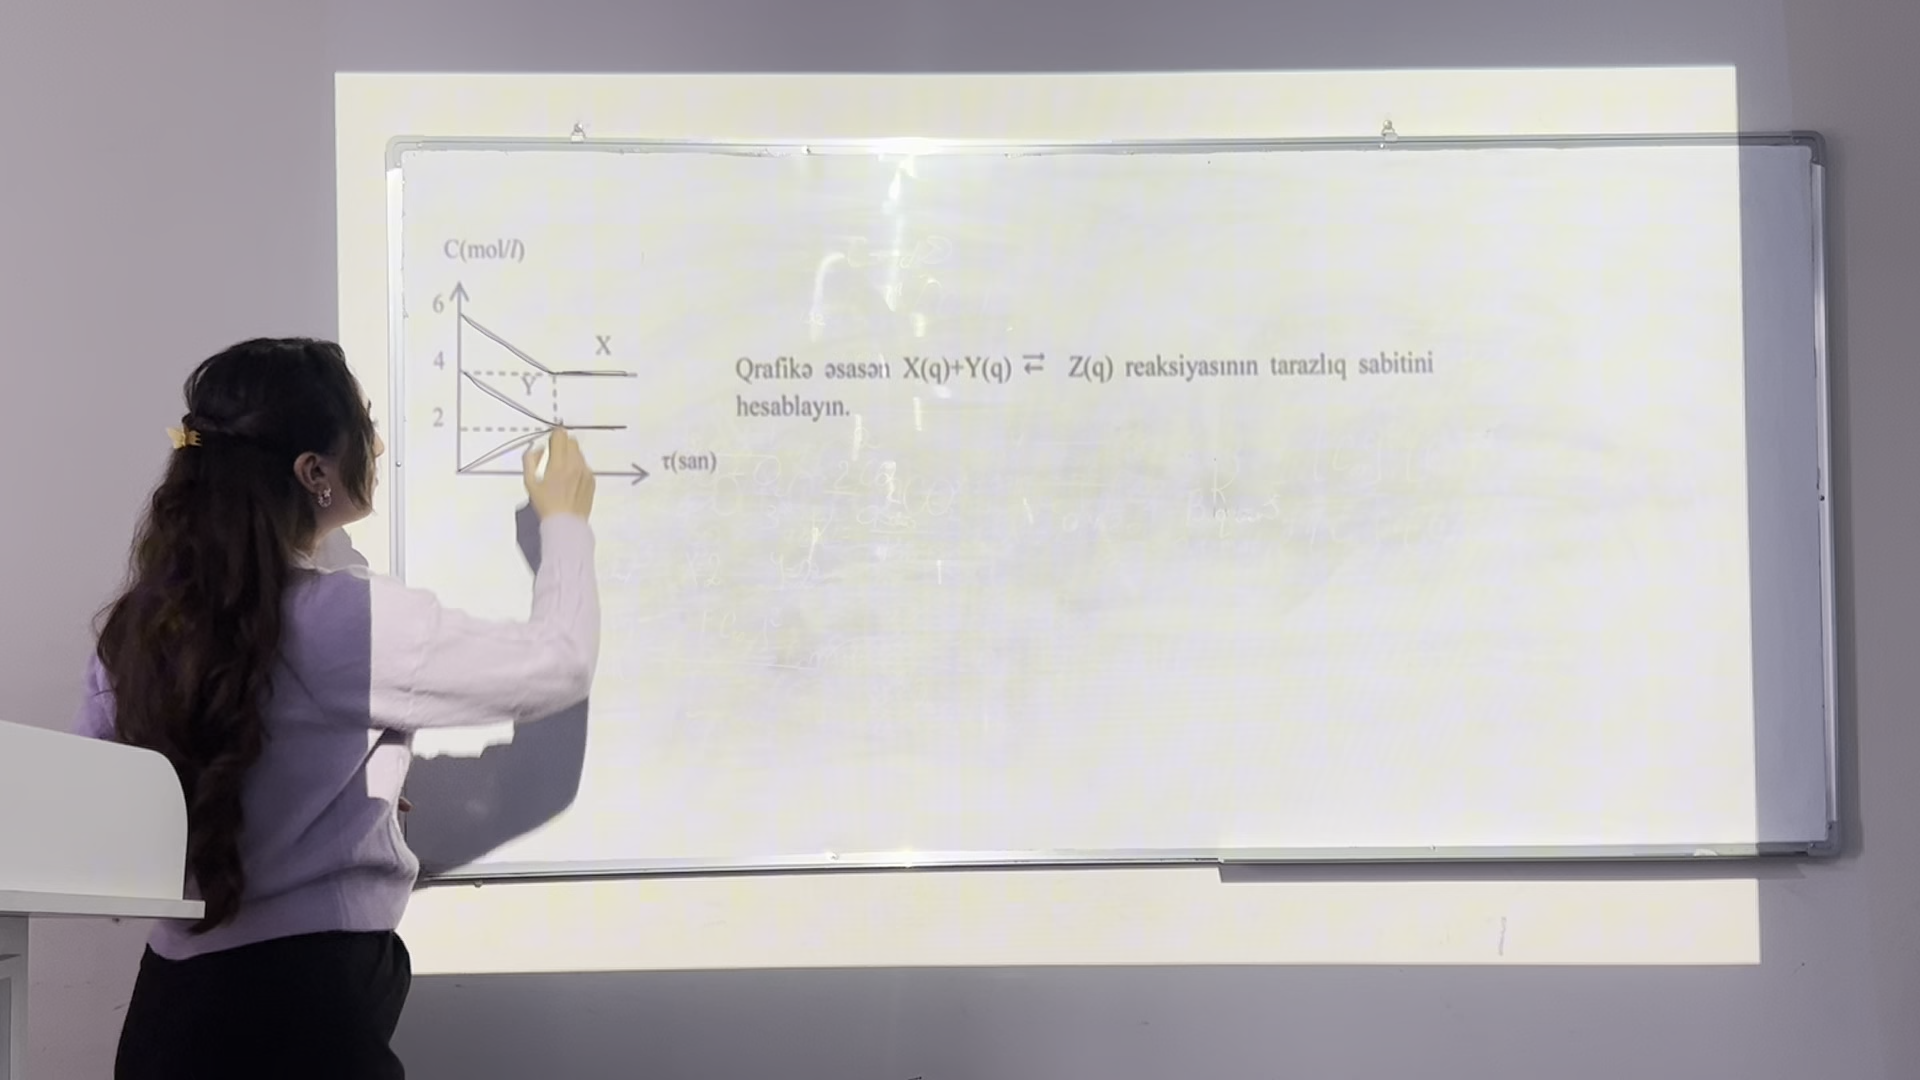 C(mol/l)
6
4
2
X
Y
τ(san)
Qrafikə əsasən X(q)+Y(q) ⇄ Z(q) reaksiyasının tarazlıq sabitini
hesablayın.